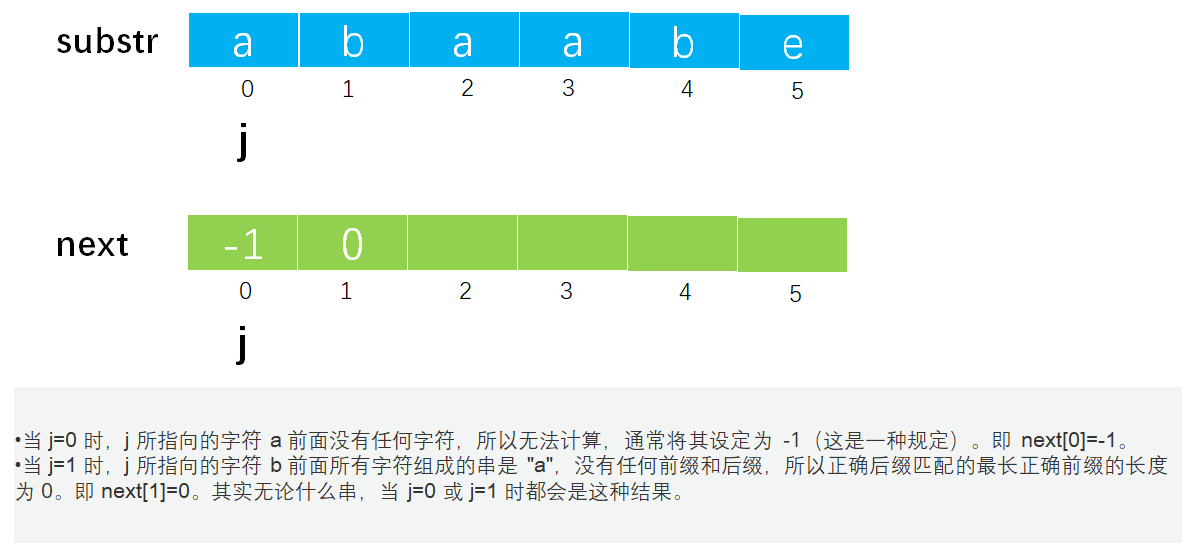 substr a b a a b e
0 1 2 3 4 5
j
next -1 0
0 1 2 3 4 5
j
•当 j=0 时，j 所指向的字符 a 前面没有任何字符，所以无法计算，通常将其设定为 -1（这是一种规定）。即 next[0]=-1。
•当 j=1 时，j 所指向的字符 b 前面所有字符组成的串是 "a"，没有任何前缀和后缀，所以正确后缀匹配的最长正确前缀的长度
为 0。即 next[1]=0。其实无论什么串，当 j=0 或 j=1 时都会是这种结果。